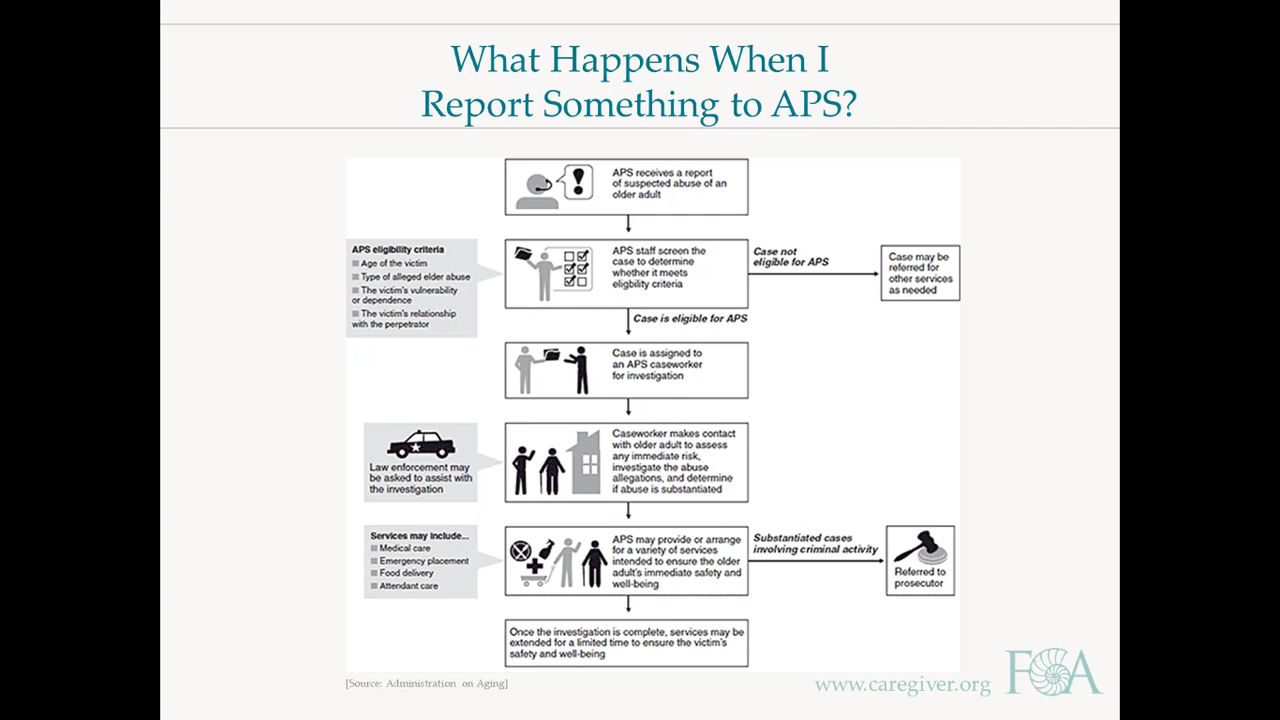 What Happens When I
Report Something to APS?
APS receives a report
of suspected abuse of an
older adult
APS eligibility criteria
Age of the victim
Type of alleged elder abuse
The victim's vulnerability
or dependence
The victim's relationship
with the perpetrator
APS staff screen the
case to determine
whether it meets
eligibility criteria
Case not
eligible for APS
Case may be
referred for
other services
as needed
Case is eligible for APS
Case is assigned to
an APS caseworker
for investigation
Law enforcement may
be asked to assist with
the investigation
Caseworker makes contact
with older adult to assess
any immediate risk,
investigate the abuse
allegations, and determine
if abuse is substantiated
Services may include...
Medical care
Emergency placement
Food delivery
Attendant care
APS may provide or arrange
for a variety of services
intended to ensure the older
adult's immediate safety and
well-being
Substantiated cases
involving criminal activity
Referred to
prosecutor
Once the investigation is complete, services may be
extended for a limited time to ensure the victim's
safety and well-being
[Source: Administration on Aging]
www.caregiver.org
FCA